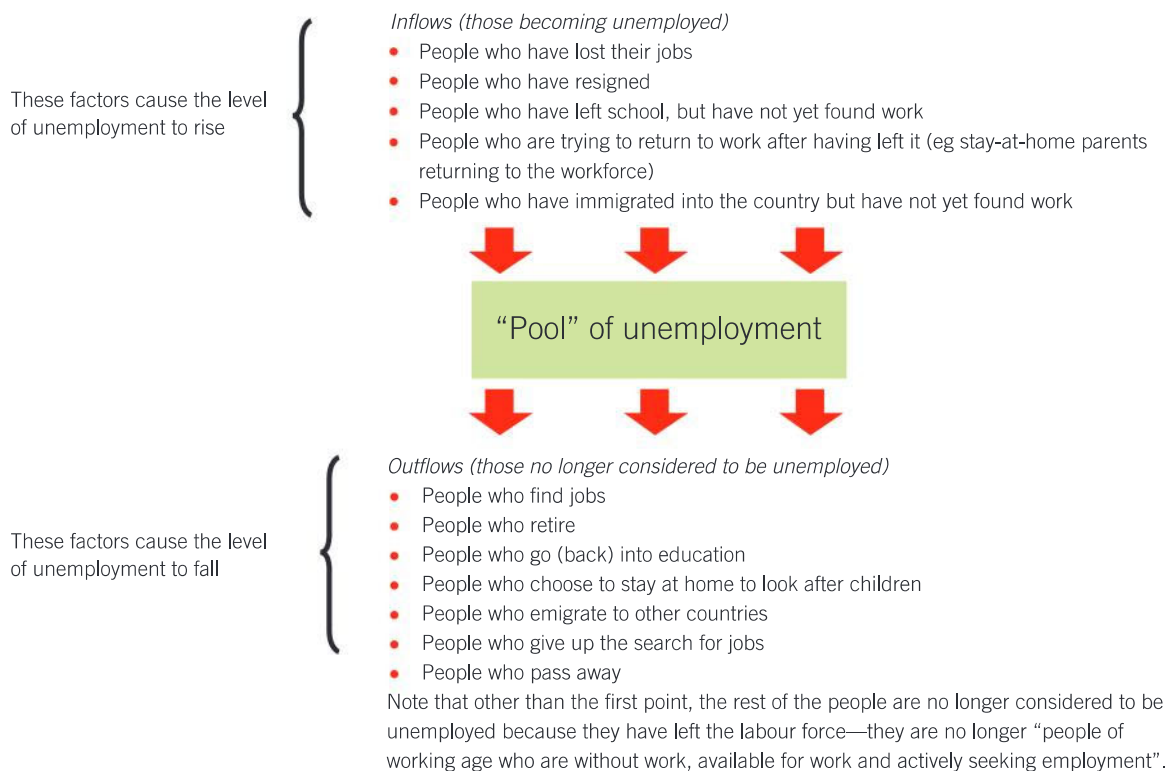 Inflows (those becoming unemployed)
• People who have lost their jobs
• People who have resigned
• People who have left school, but have not yet found work
• People who are trying to return to work after having left it (eg stay-at-home parents
returning to the workforce)
• People who have immigrated into the country but have not yet found work
These factors cause the level
of unemployment to rise
“Pool” of unemployment
Outflows (those no longer considered to be unemployed)
• People who find jobs
• People who retire
• People who go (back) into education
• People who choose to stay at home to look after children
• People who emigrate to other countries
• People who give up the search for jobs
• People who pass away
These factors cause the level
of unemployment to fall
Note that other than the first point, the rest of the people are no longer considered to be
unemployed because they have left the labour force—they are no longer “people of
working age who are without work, available for work and actively seeking employment”.